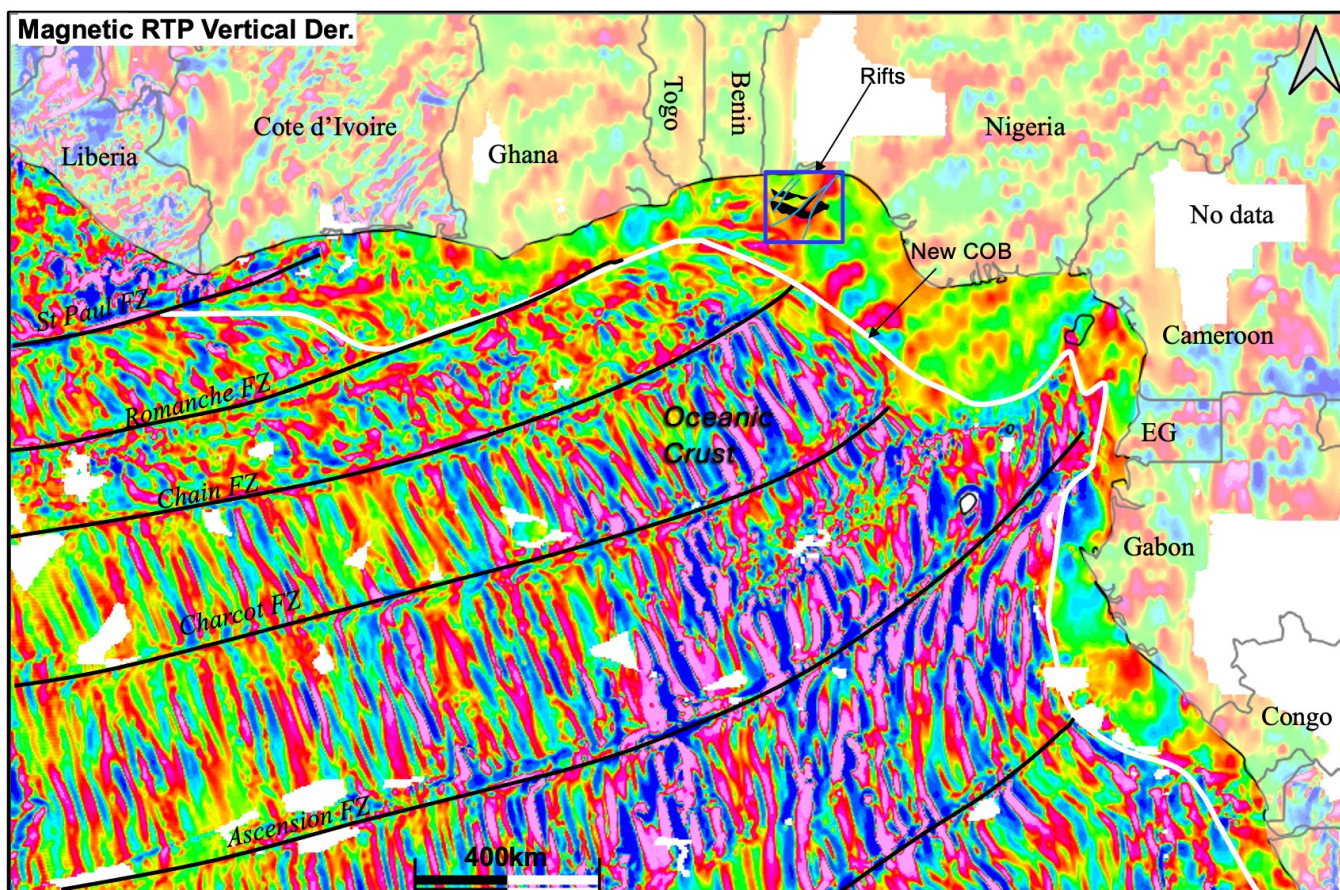 Magnetic RTP Vertical Der.
Rifts
Togo
Benin
Nigeria
Cote d'Ivoire
Ghana
Liberia
No data
New COB
St Paul FZ
Cameroon
Romanche FZ
Oceanic
Crust
EG
Chain FZ
Gabon
Charcot FZ
Congo
Ascension FZ
400km